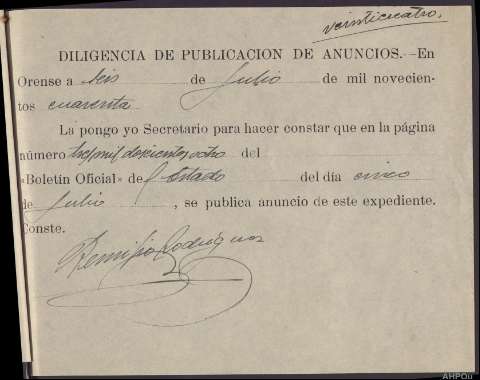 veinticuatro.
DILIGENCIA DE PUBLICACION DE ANUNCIOS.—En
Orense a seis de Julio de mil novecien-
tos cuarenta
La pongo yo Secretario para hacer constar que en la página
número tres mil doscientos ocho del
«Boletín Oficial» del Estado del día cinco
de Julio, se publica anuncio de este expediente.
Conste.
Remigio Rodríguez
AHPOu